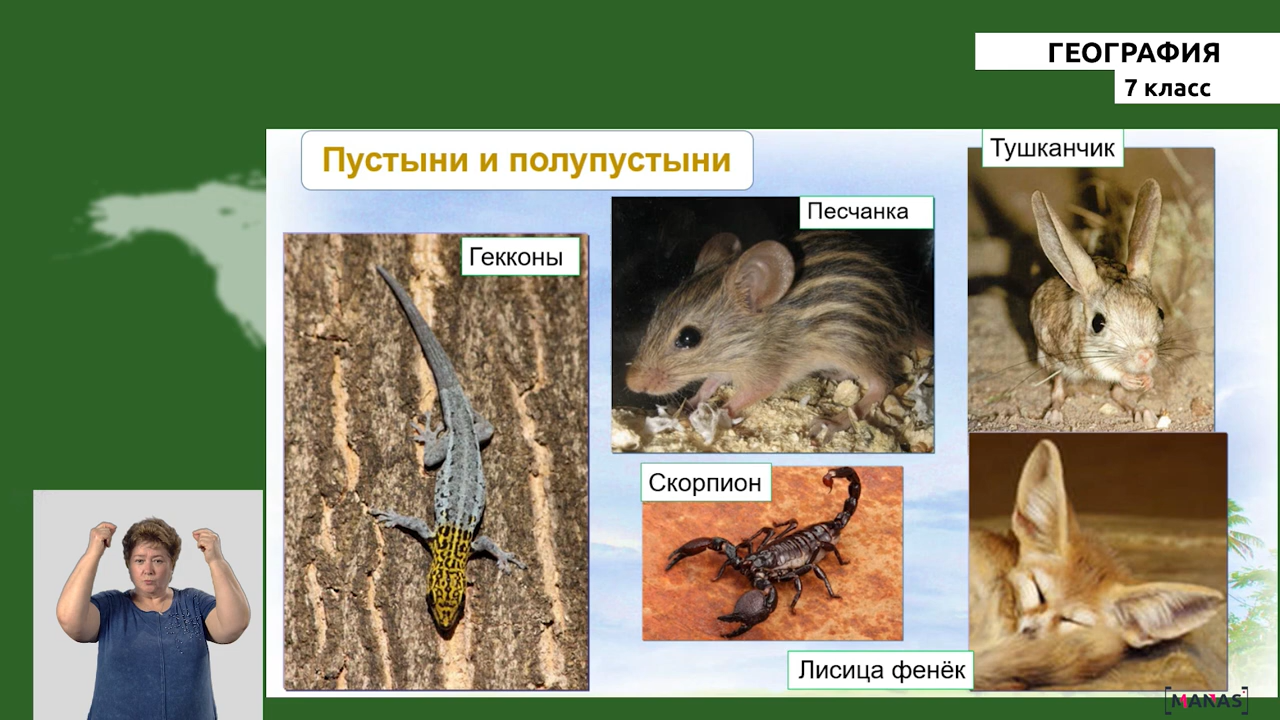 ГЕОГРАФИЯ
7 класс
Пустыни и полупустыни
Тушканчик
Песчанка
Гекконы
Скорпион
Лисица фенёк
[MANAS]